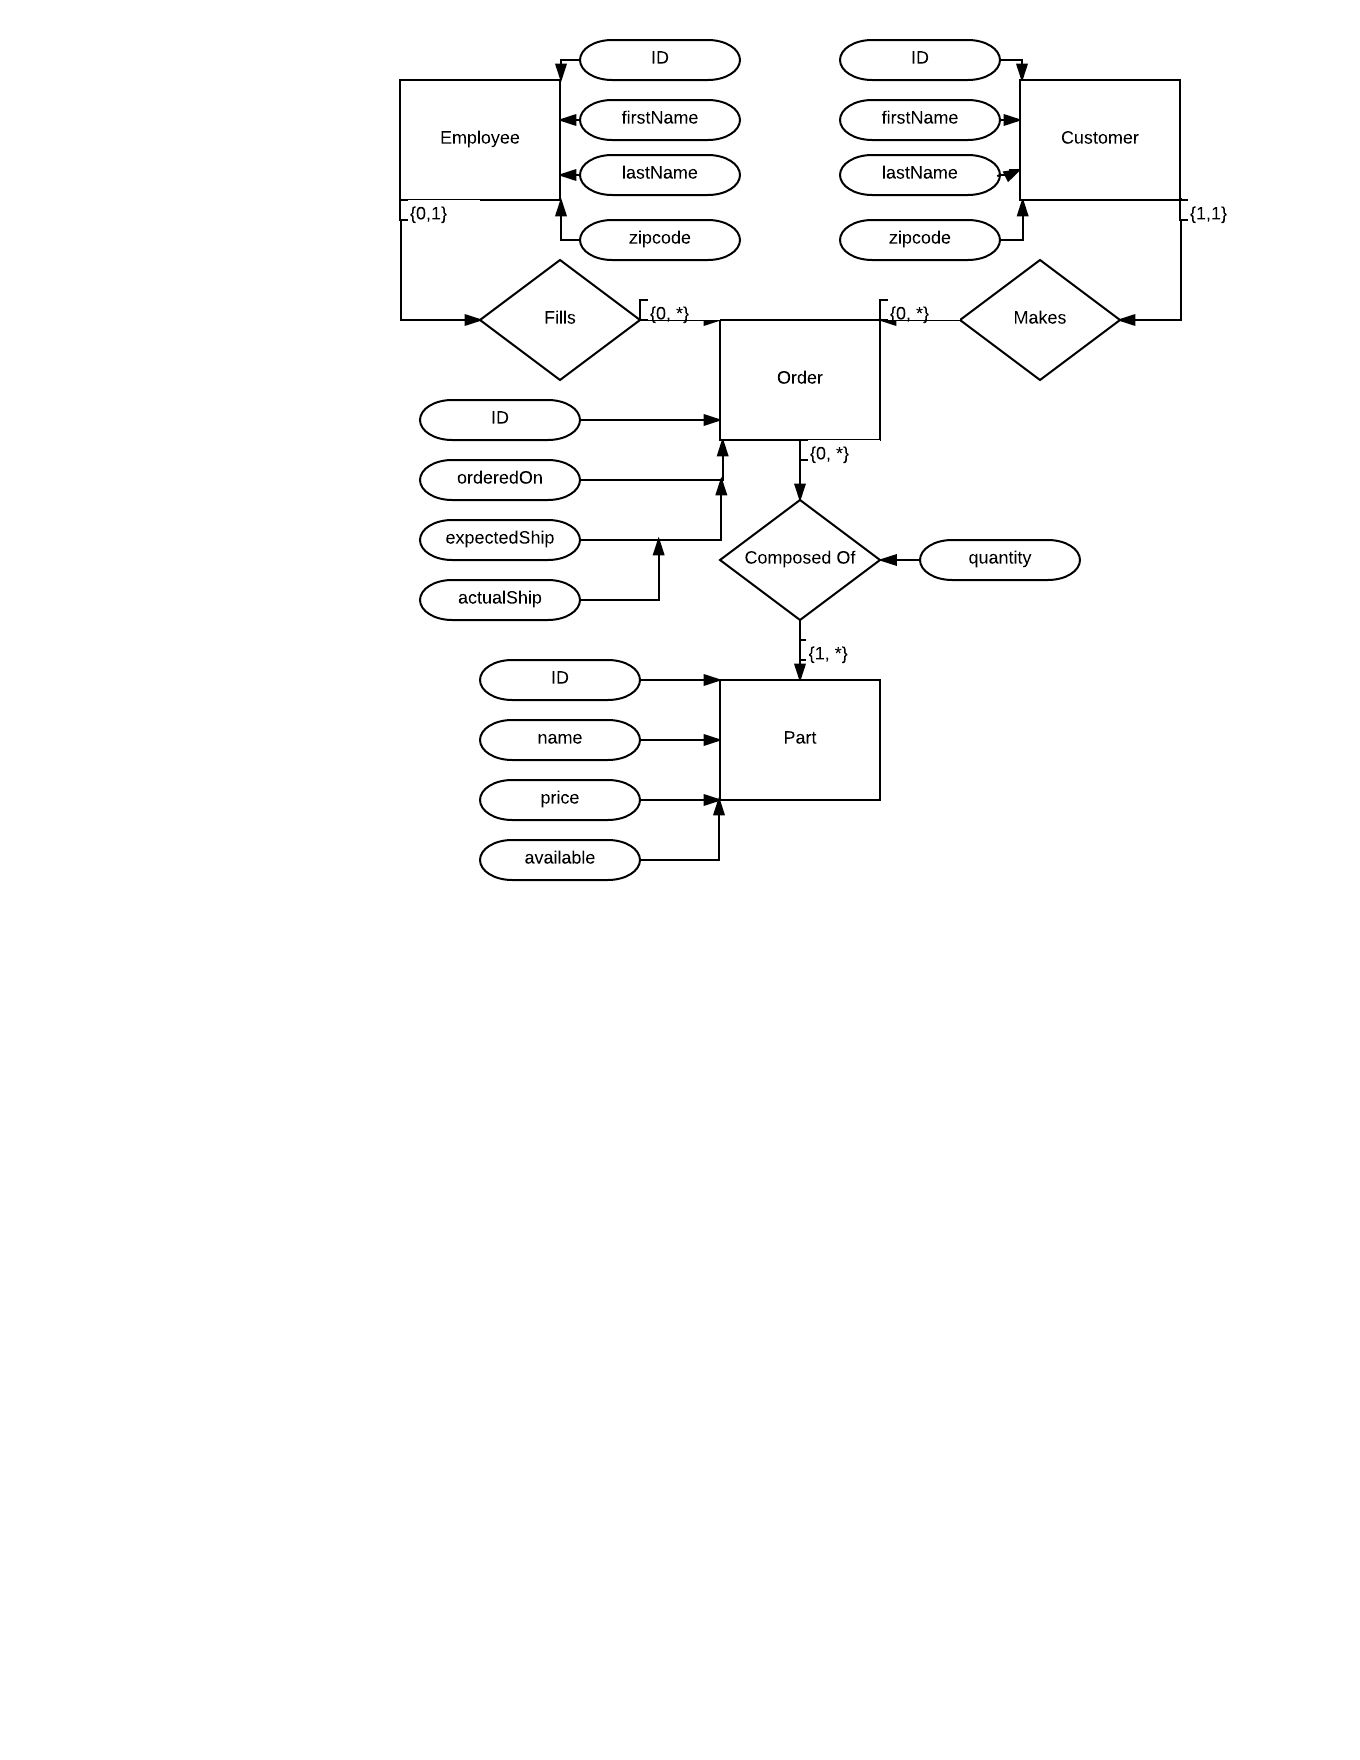 ID
ID
firstName
firstName
Employee
Customer
lastName
lastName
{0,1}
{1,1}
zipcode
zipcode
Fills
{0, *}
{0, *}
Makes
Order
ID
{0, *}
orderedOn
expectedShip
Composed Of
quantity
actualShip
{1, *}
ID
name
Part
price
available